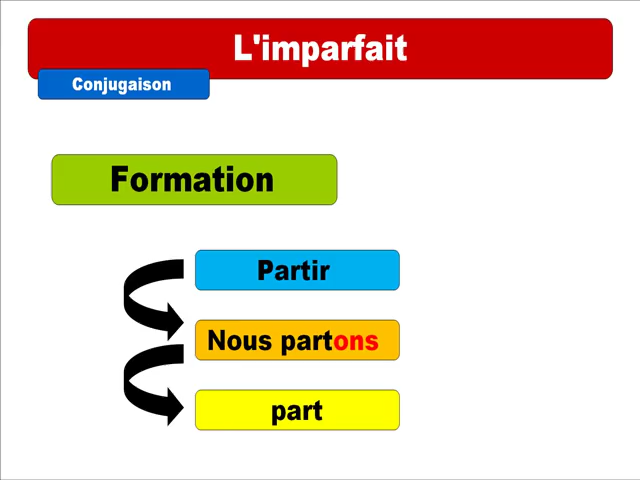 L'imparfait
Conjugaison
Formation
Partir
Nous partons
part